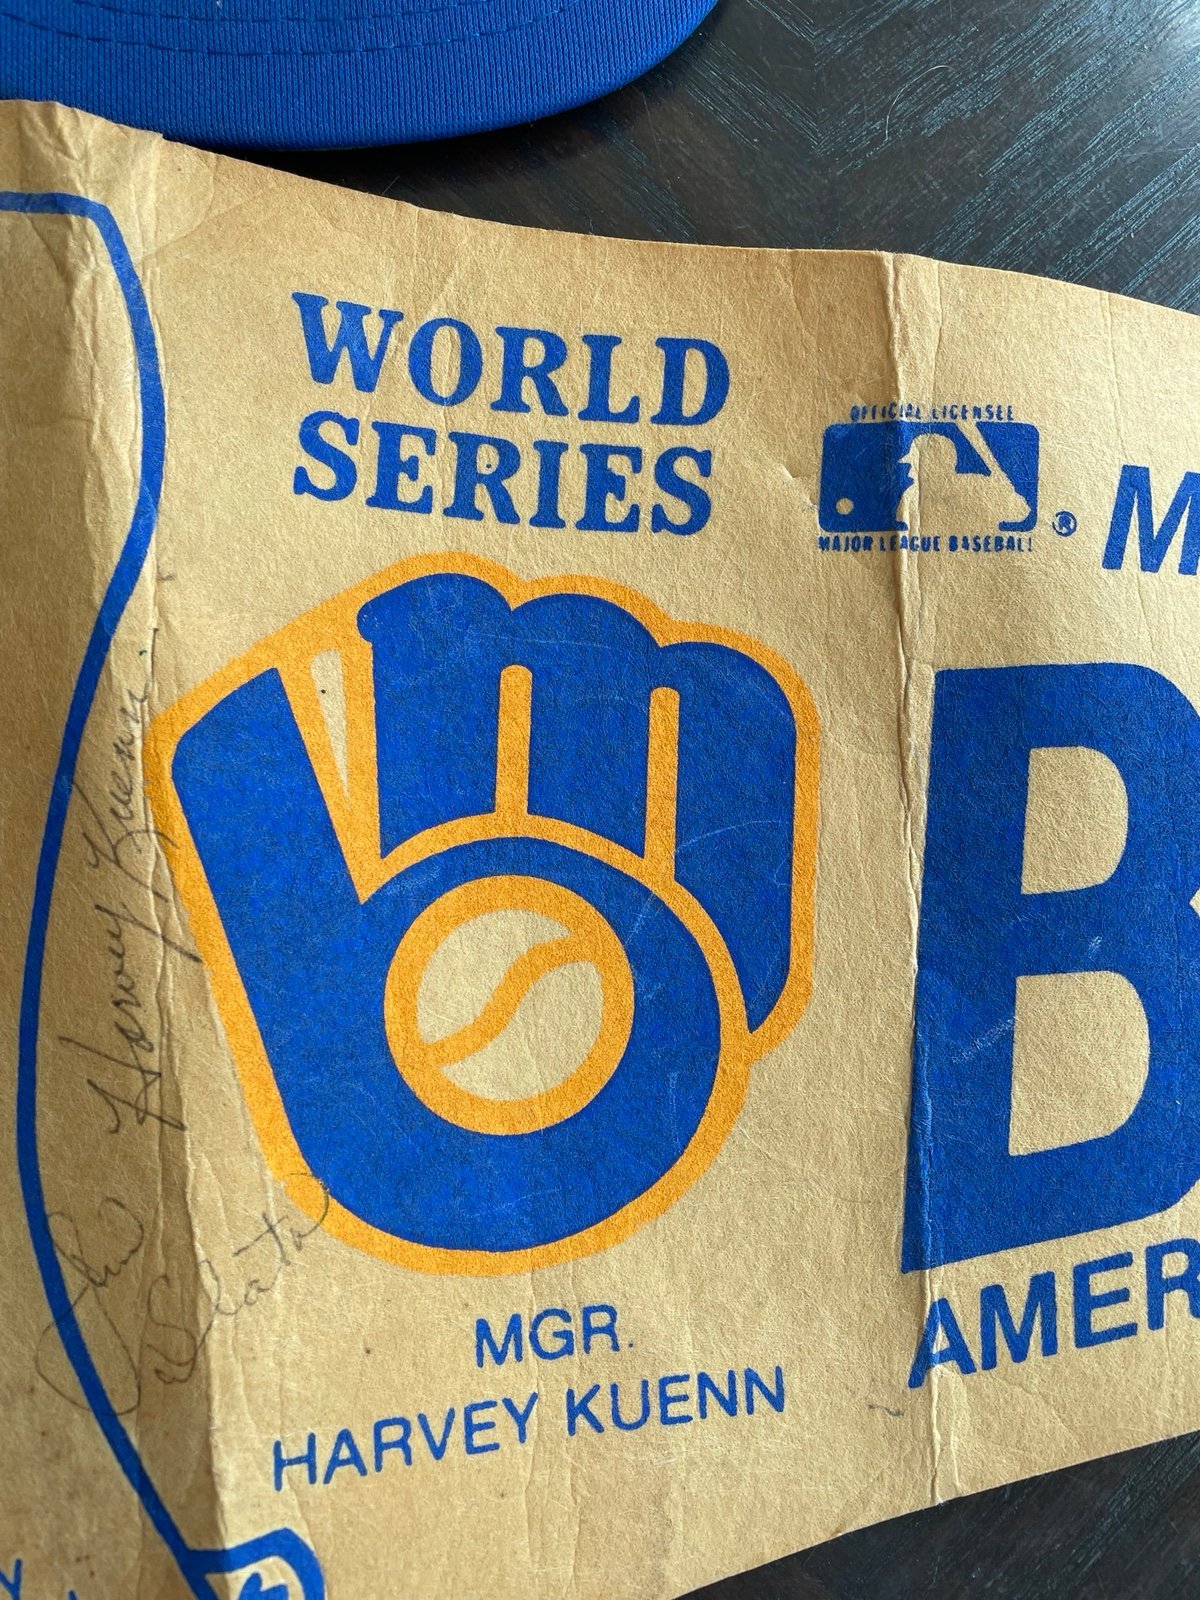 WORLD
SERIES
OFFICIAL LICENSEE
MAJOR LEAGUE BASEBALL
®
M
B
AMER
MGR.
HARVEY KUENN
Harvey Kuenn